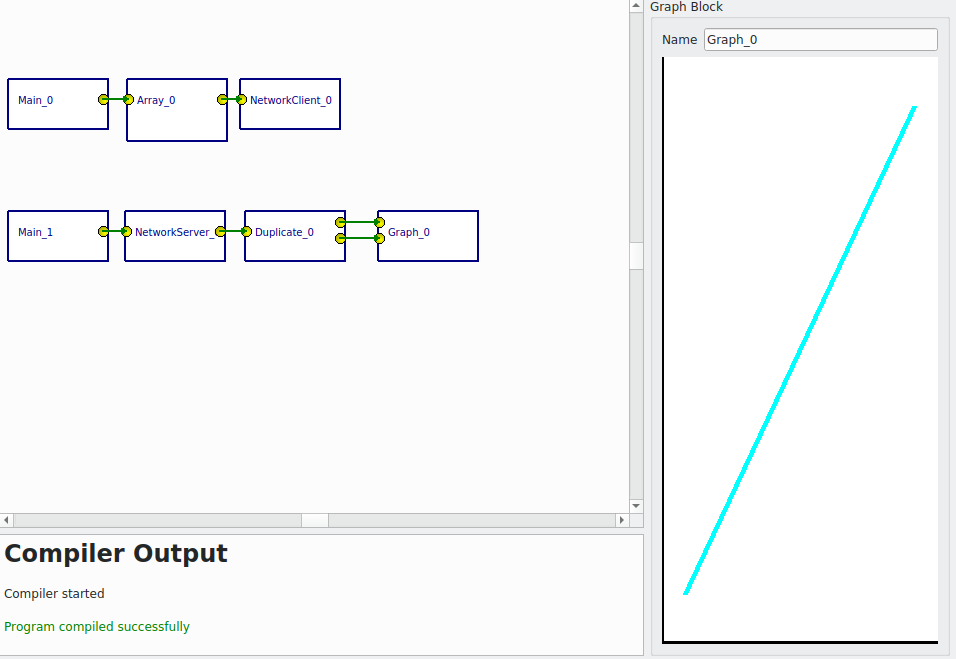 Graph Block
Name Graph_0
Main_0
Array_0
NetworkClient_0
Main_1
NetworkServer_
Duplicate_0
Graph_0
Compiler Output
Compiler started
Program compiled successfully